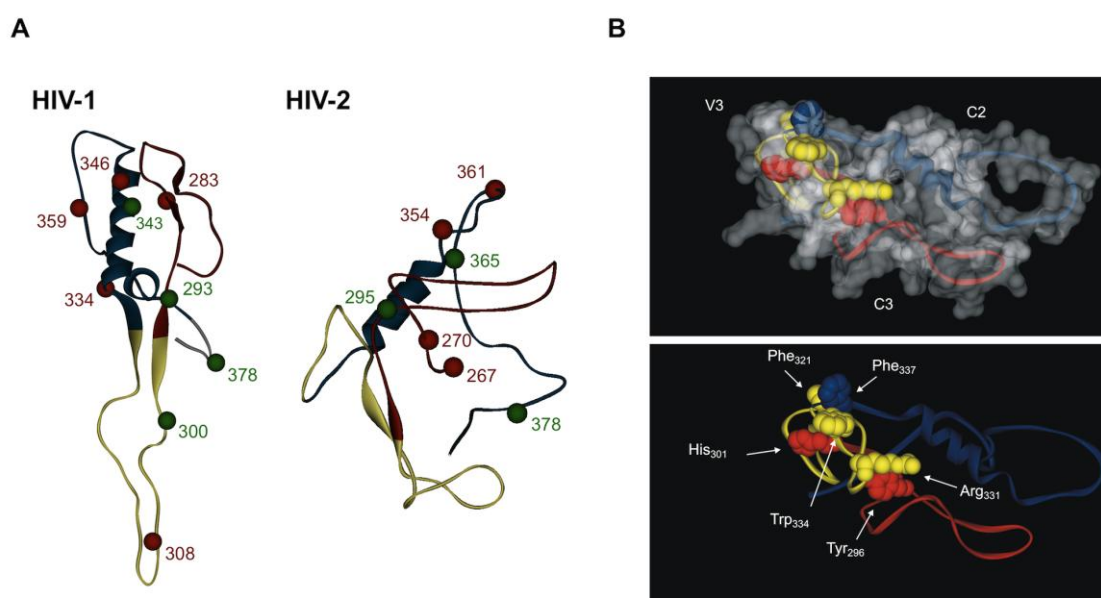 A
B
HIV-1
HIV-2
346
283
359
343
334
293
378
300
308
361
354
365
295
270
267
378
V3
C2
C3
Phe321
Phe337
His301
Arg331
Trp334
Tyr296